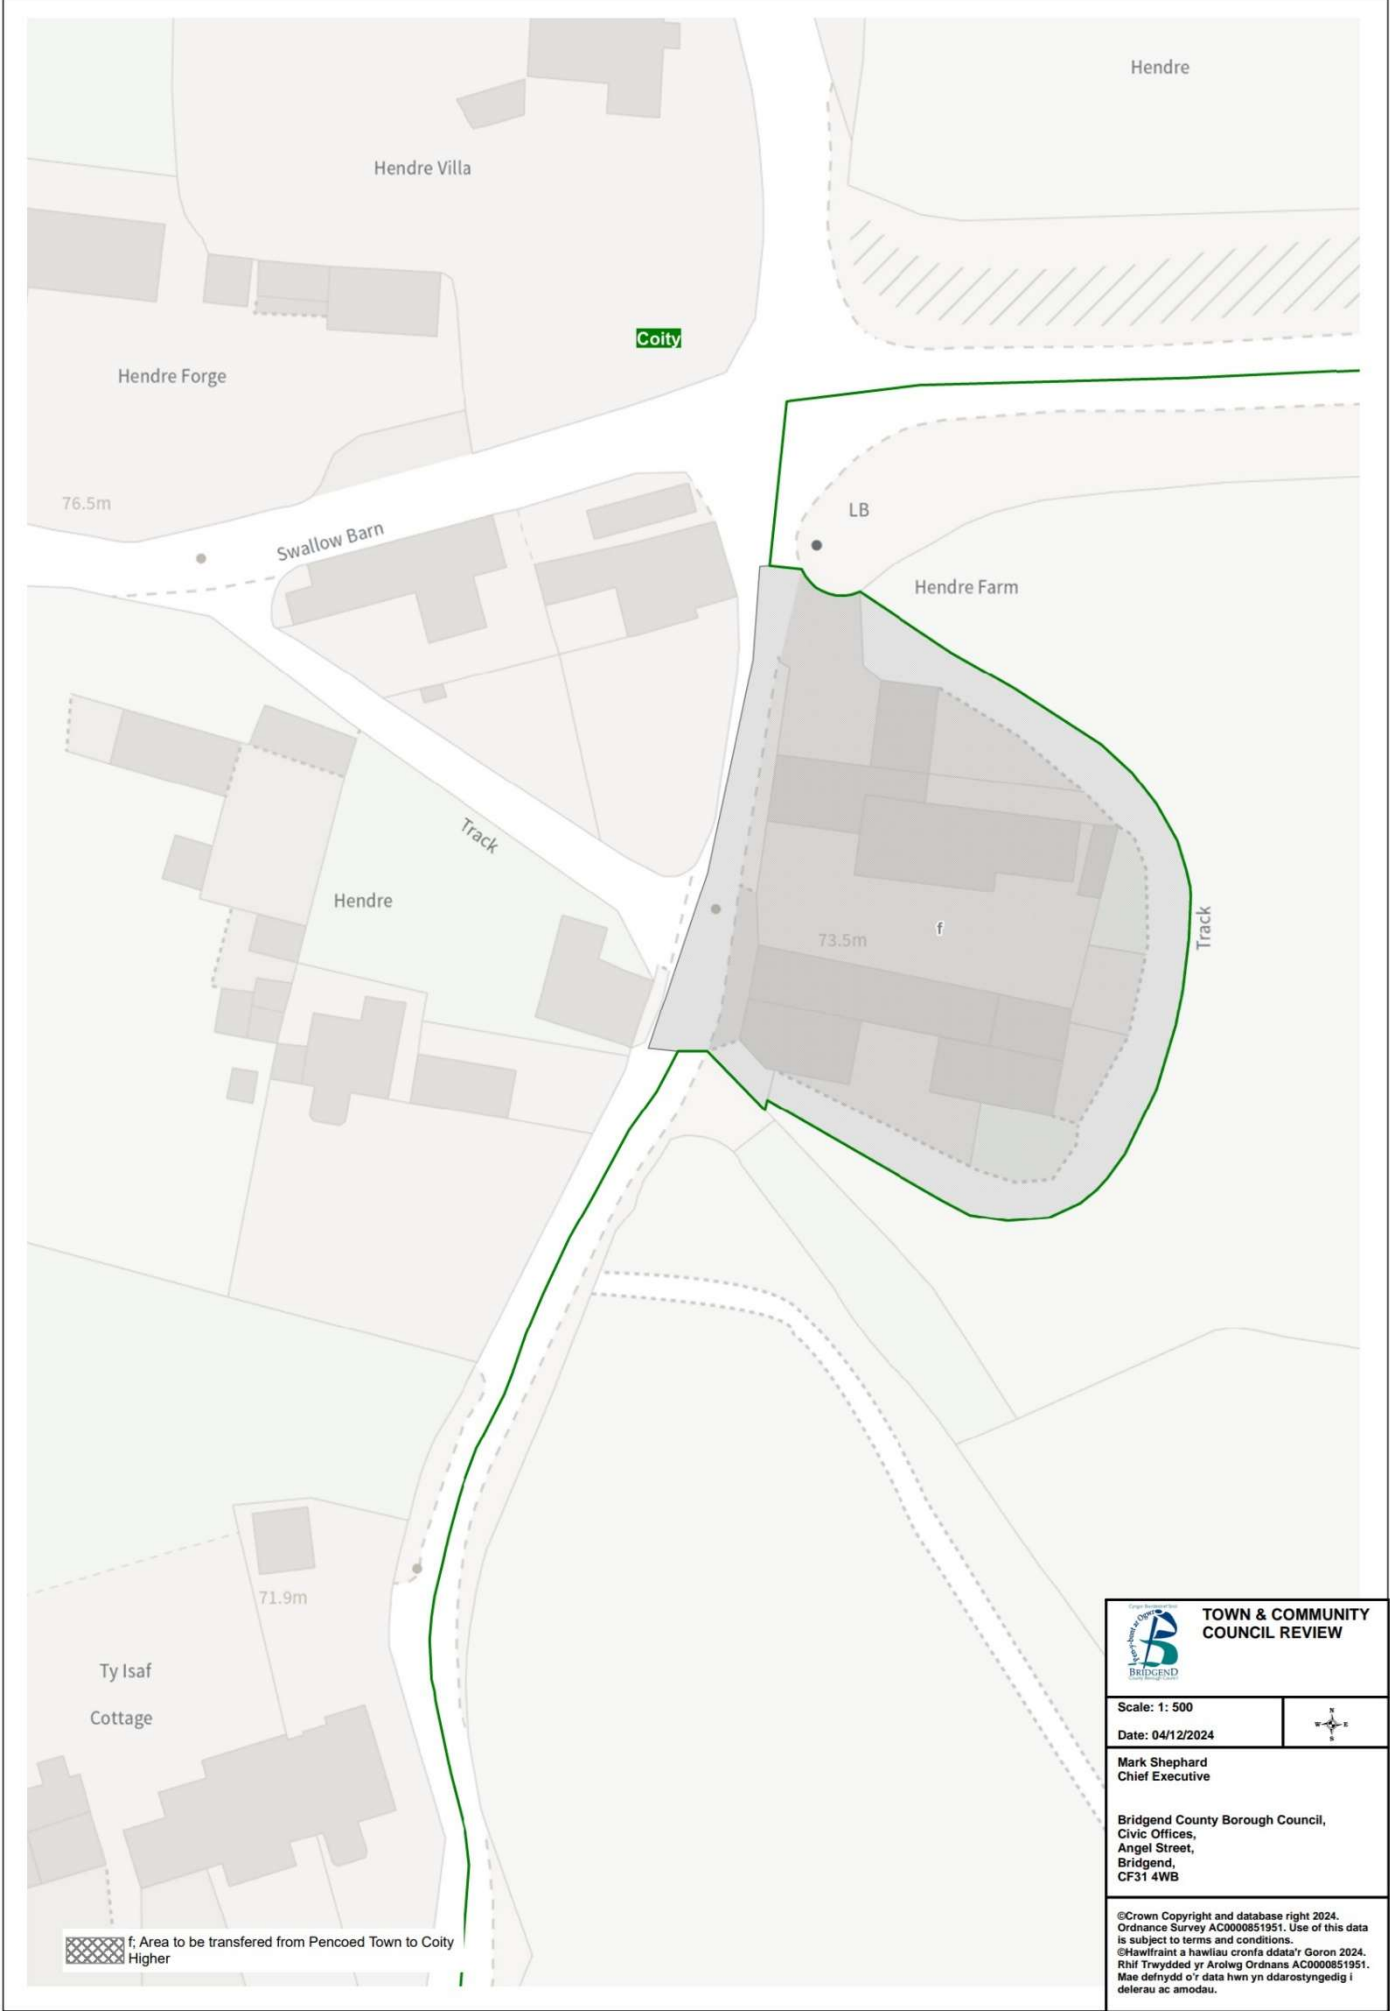 Hendre
Hendre Villa
Coity
Hendre Forge
76.5m
Swallow Barn
LB
Hendre Farm
Track
Hendre
73.5m
f
Track
71.9m
Ty Isaf
Cottage
f; Area to be transfered from Pencoed Town to Coity
Higher
BRIDGEND
County Borough Council
TOWN & COMMUNITY
COUNCIL REVIEW
Scale: 1: 500
Date: 04/12/2024
N
W E
S
Mark Shephard
Chief Executive
Bridgend County Borough Council,
Civic Offices,
Angel Street,
Bridgend,
CF31 4WB
©Crown Copyright and database right 2024.
Ordnance Survey AC0000851951. Use of this data
is subject to terms and conditions.
©Hawlfraint a hawliau cronfa ddata'r Goron 2024.
Rhif Trwydded yr Arolwg Ordnans AC0000851951.
Mae defnydd o'r data hwn yn ddarostyngedig i
delerau ac amodau.